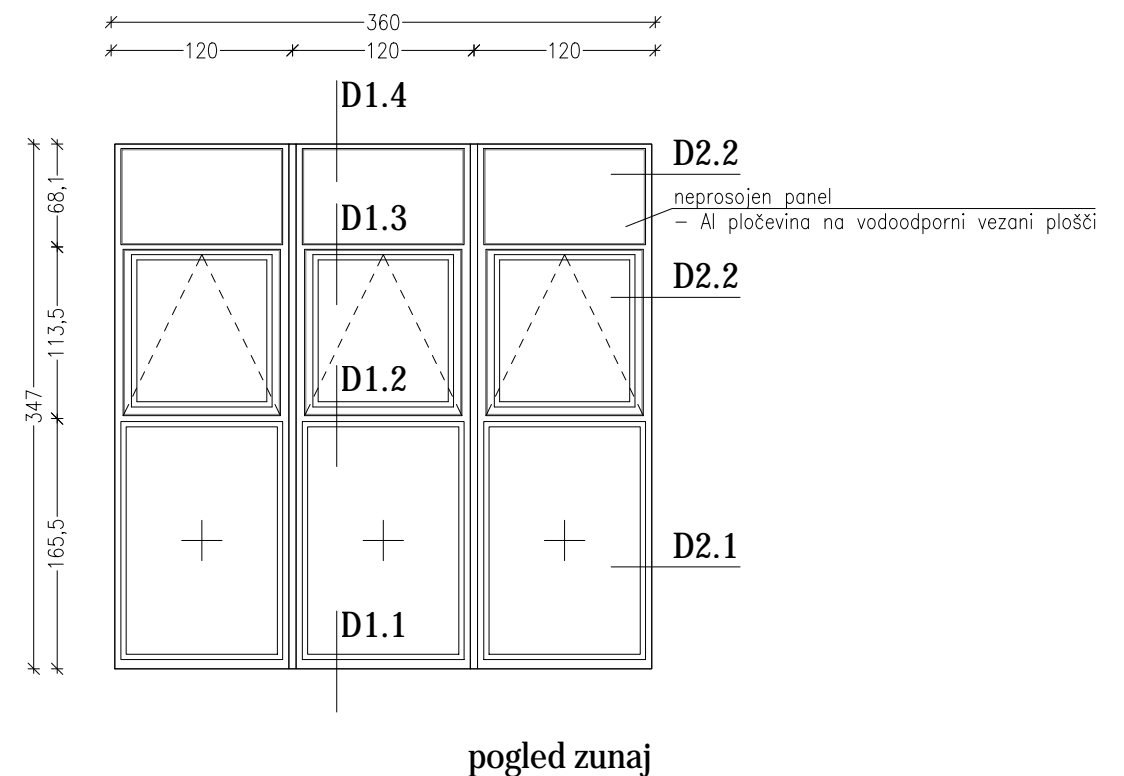 360
120 120 120
D1.4
D2.2
neprosojen panel
– Al pločevina na vodoodporni vezani plošči
68,1
D1.3
D2.2
113,5
D1.2
347
165,5
D2.1
D1.1
pogled zunaj